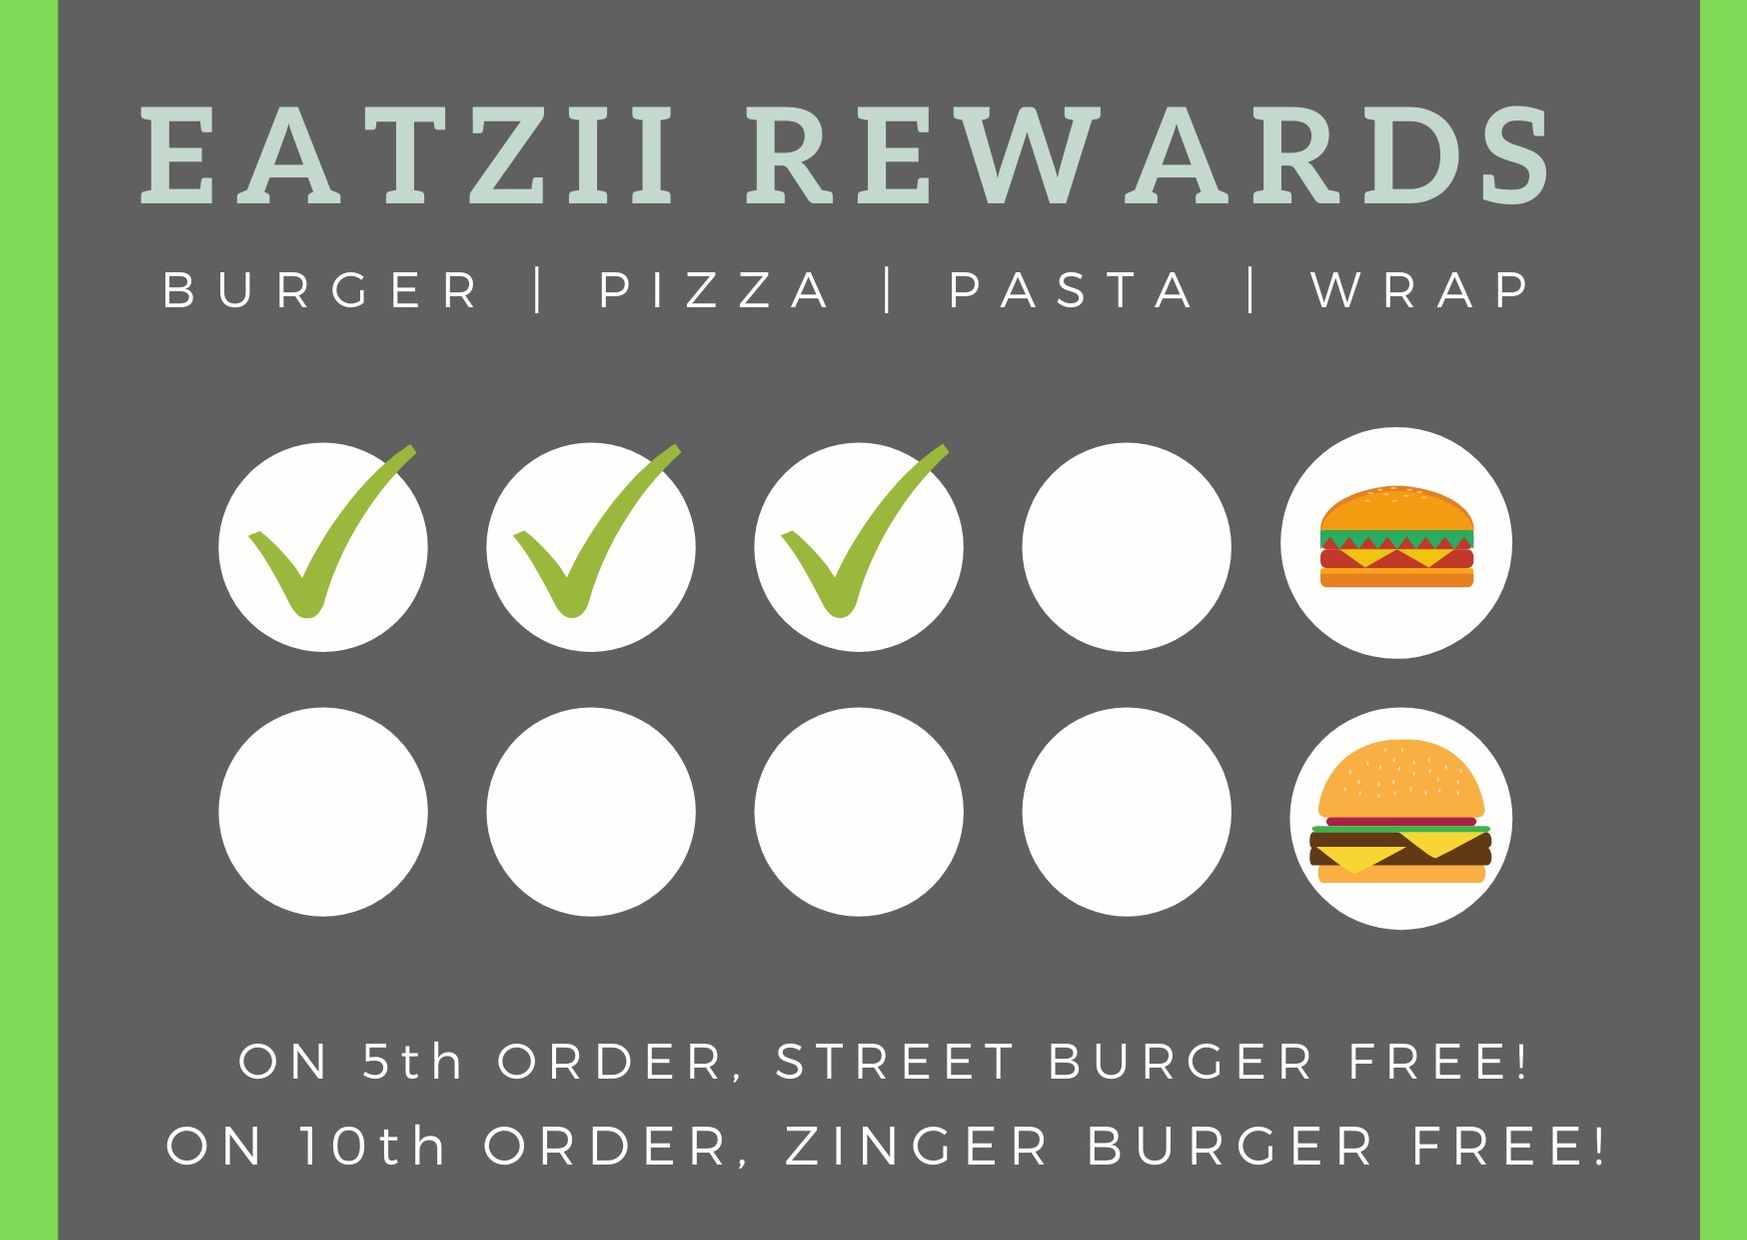 EATZII REWARDS
BURGER | PIZZA | PASTA | WRAP
ON 5th ORDER, STREET BURGER FREE!
ON 10th ORDER, ZINGER BURGER FREE!